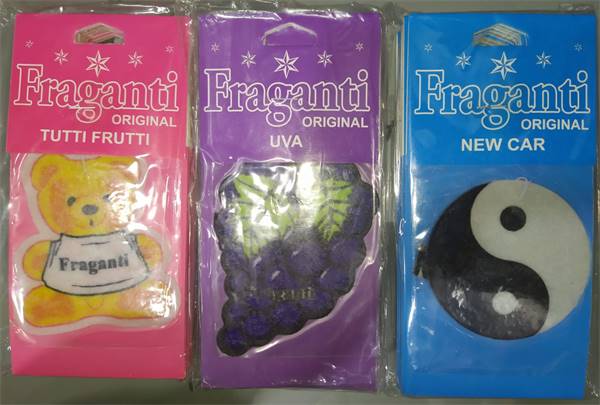 Fraganti
ORIGINAL
TUTTI FRUTTI
Fraganti
Fraganti
ORIGINAL
UVA
Fraganti
ORIGINAL
NEW CAR